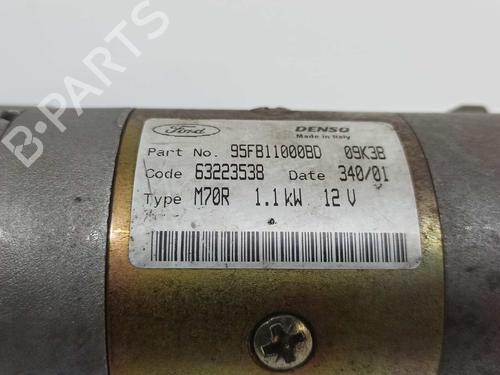 Ford
DENSO
Made in Italy
Part No. 95FB11000BD 09K3B
Code 63223538 Date 340/01
Type M70R 1.1kW 12 V
B-PARTS